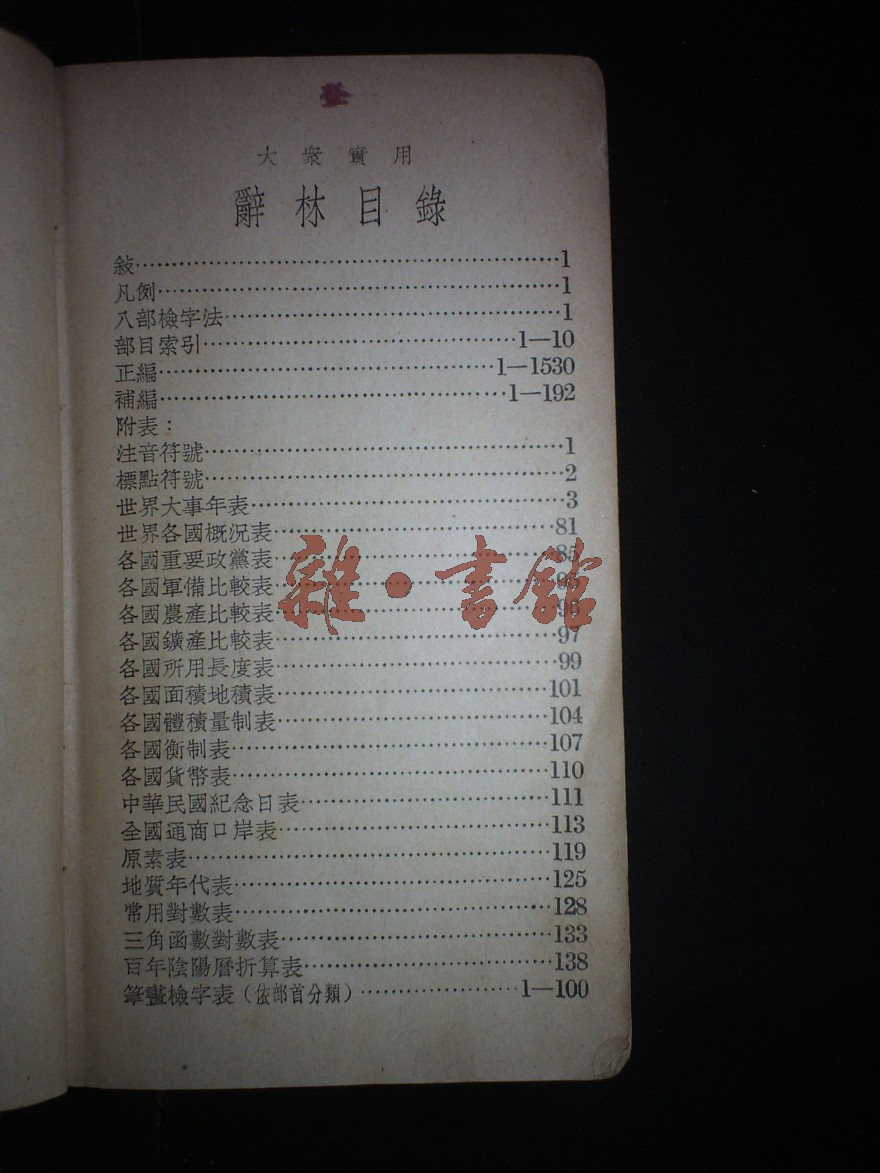 大衆實用
辭林目錄
敍…………………………………………1
凡例…………………………………………1
八部檢字法…………………………………………1
部目索引…………………………………………1—10
正編…………………………………………1—1530
補編…………………………………………1—192
附表：
注音符號…………………………………………1
標點符號…………………………………………2
世界大事年表…………………………………………3
世界各國概況表…………………………………………81
各國重要政黨表…………………………………………85
各國軍備比較表…………………………………………
各國農產比較表…………………………………………
各國鑛產比較表…………………………………………97
雜·書館
各國所用長度表…………………………………………99
各國面積地積表…………………………………………101
各國體積量制表…………………………………………104
各國衡制表…………………………………………107
各國貨幣表…………………………………………110
中華民國紀念日表…………………………………………111
全國通商口岸表…………………………………………113
原素表…………………………………………119
地質年代表…………………………………………125
常用對數表…………………………………………128
三角函數對數表…………………………………………133
百年陰陽曆折算表…………………………………………138
筆畫檢字表（依部首分類）…………………………………………1—100